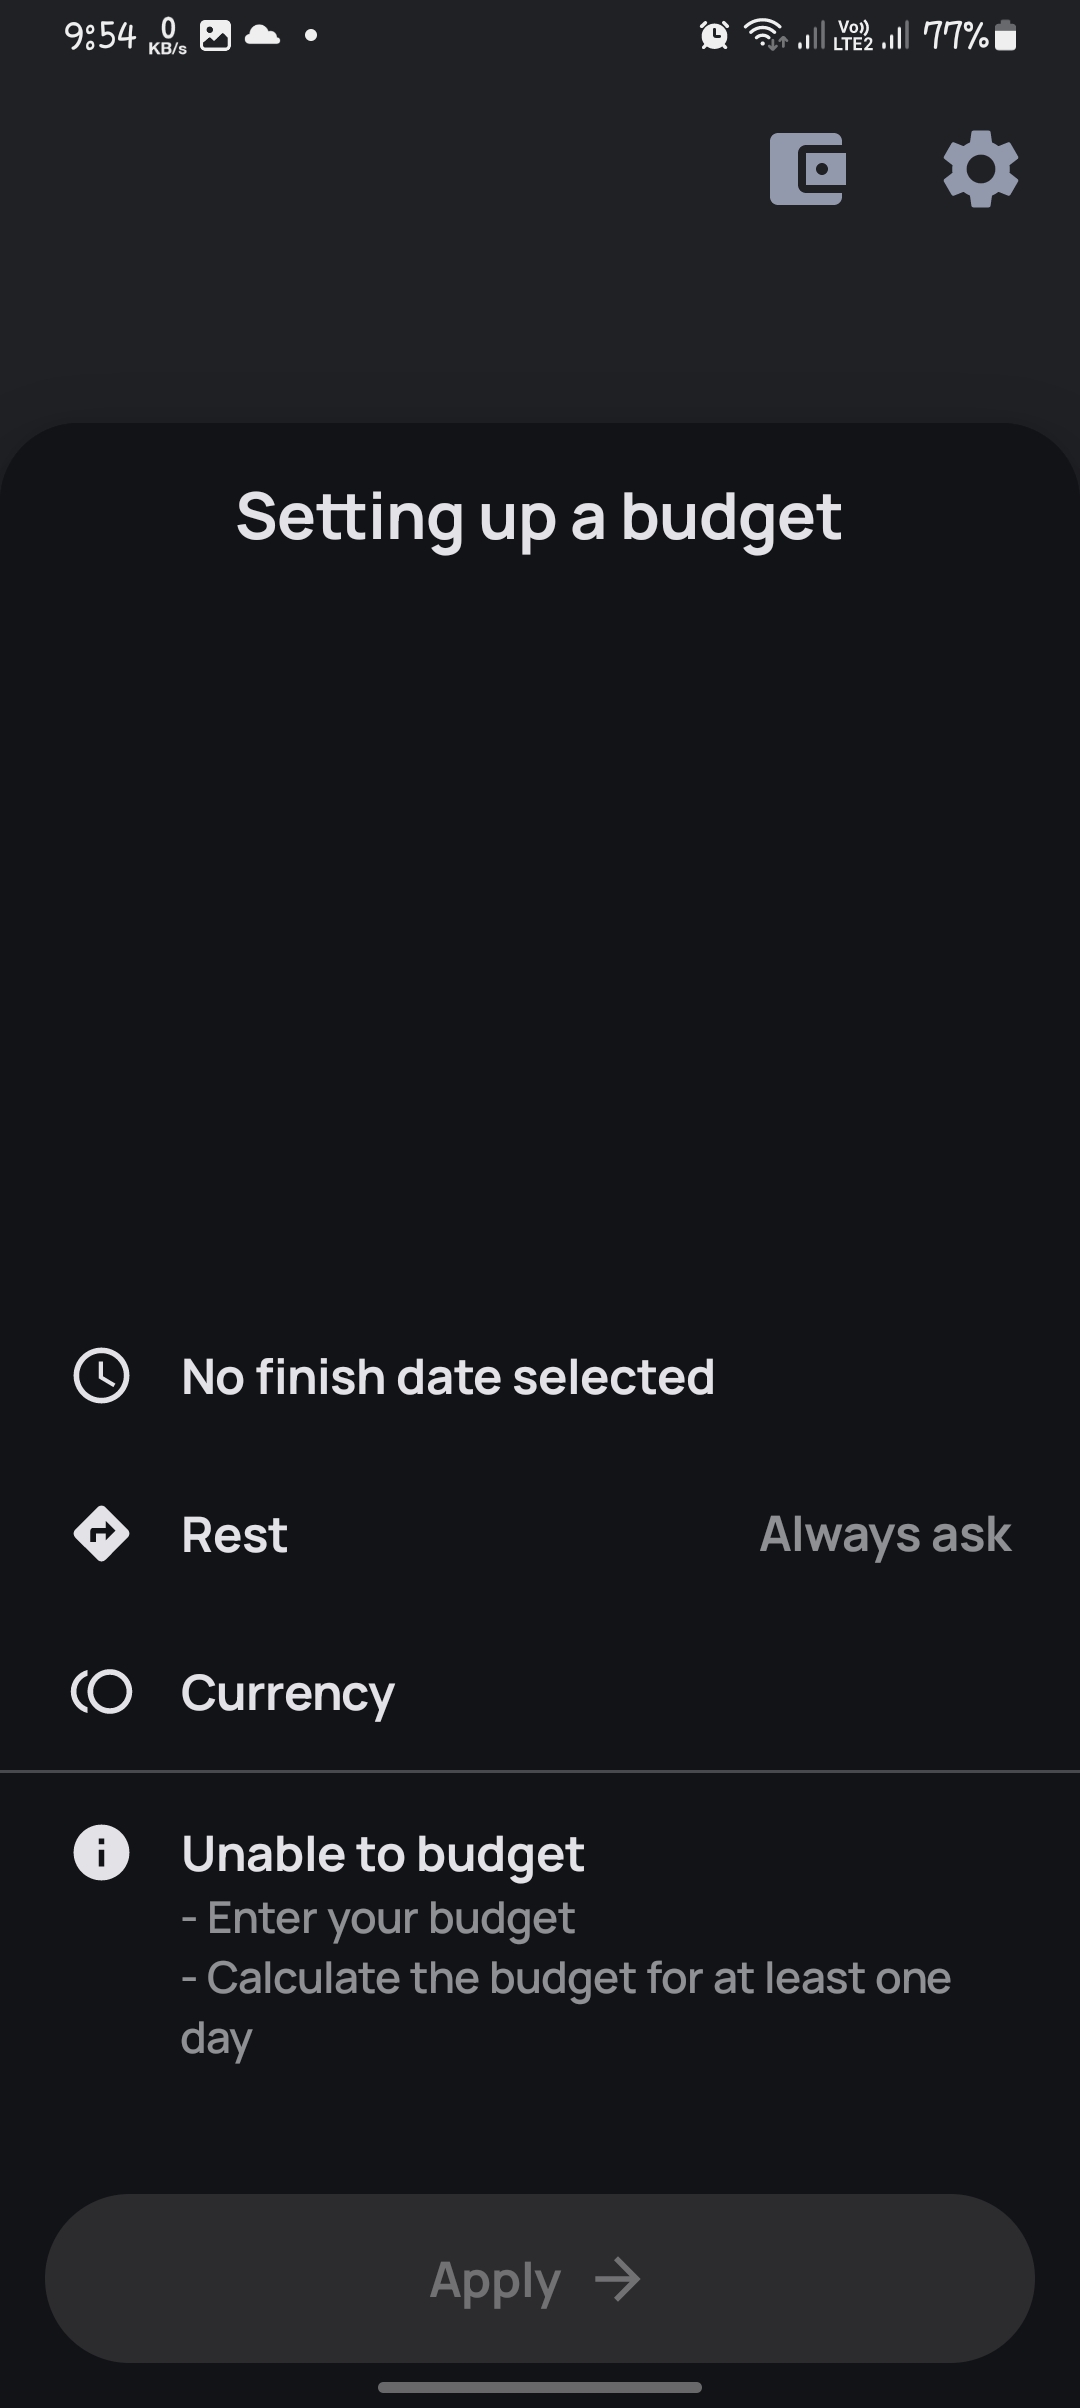 9:54 0 KB/s Vo)) LTE2 77%
Setting up a budget
No finish date selected
Rest Always ask
Currency
Unable to budget
- Enter your budget
- Calculate the budget for at least one
day
Apply